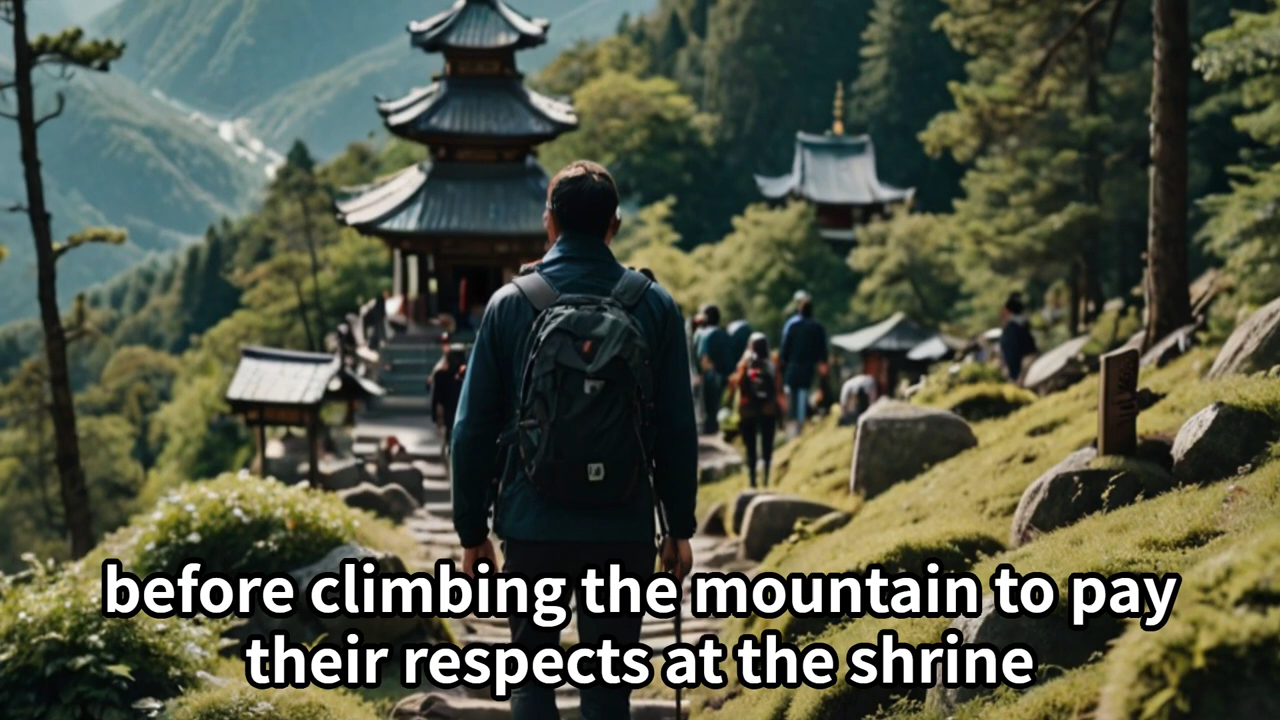 before climbing the mountain to pay
their respects at the shrine